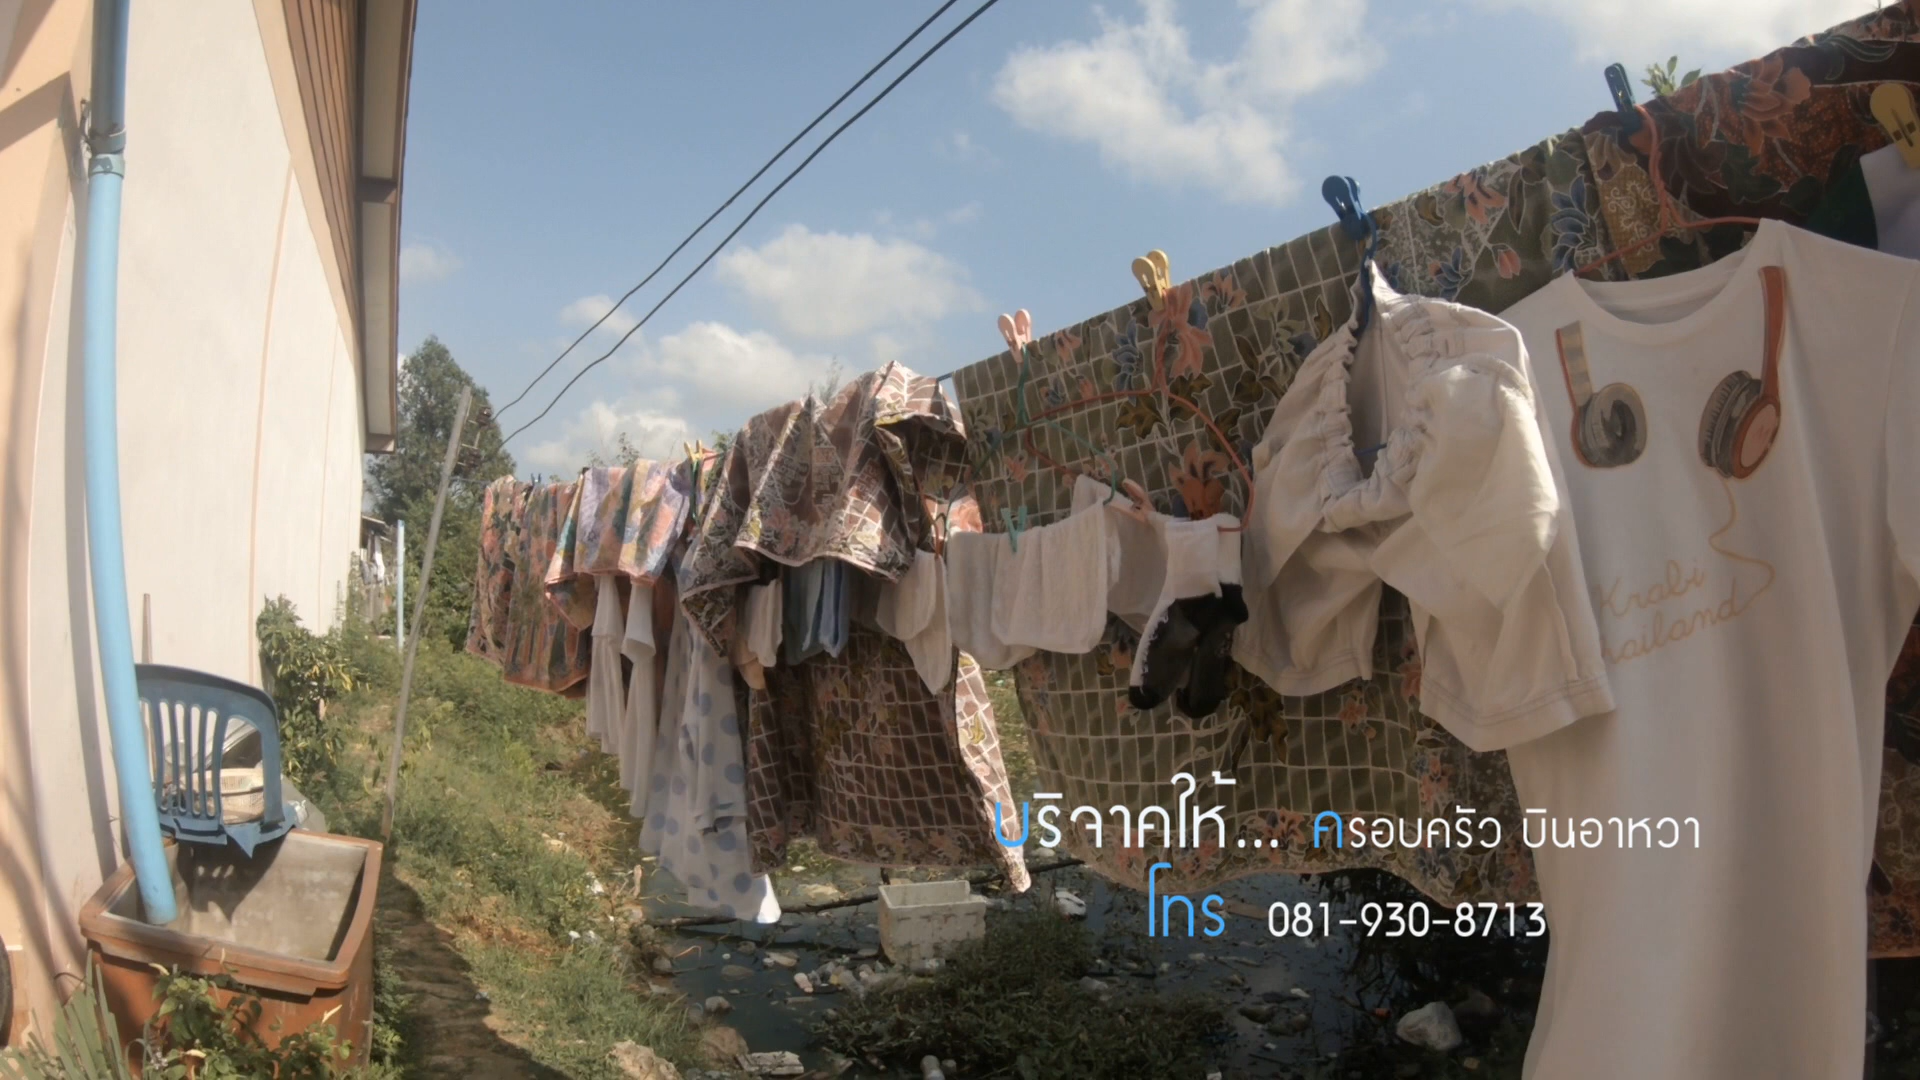 บริจาคให้... ครอบครัว บินอาหวา
โทร 081-930-8713
Krabi
Thailand